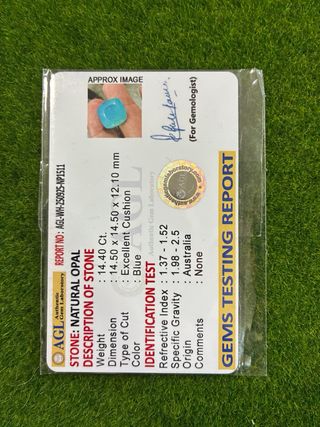 AGL Authentic Gem Laboratory
REPORT NO: AGL-WH-250925-NP1511
STONE: NATURAL OPAL
DESCRIPTION OF STONE
Weight : 14.40 Ct.
Dimension : 14.50 x 14.50 x 12.10 mm
Type of Cut : Excellent Cushion
Color : Blue
IDENTIFICATION TEST
Refractive Index : 1.37 - 1.52
Specific Gravity : 1.98 - 2.5
Origin : Australia
Comments : None
APPROX IMAGE
(For Gemologist)
GEMS TESTING REPORT